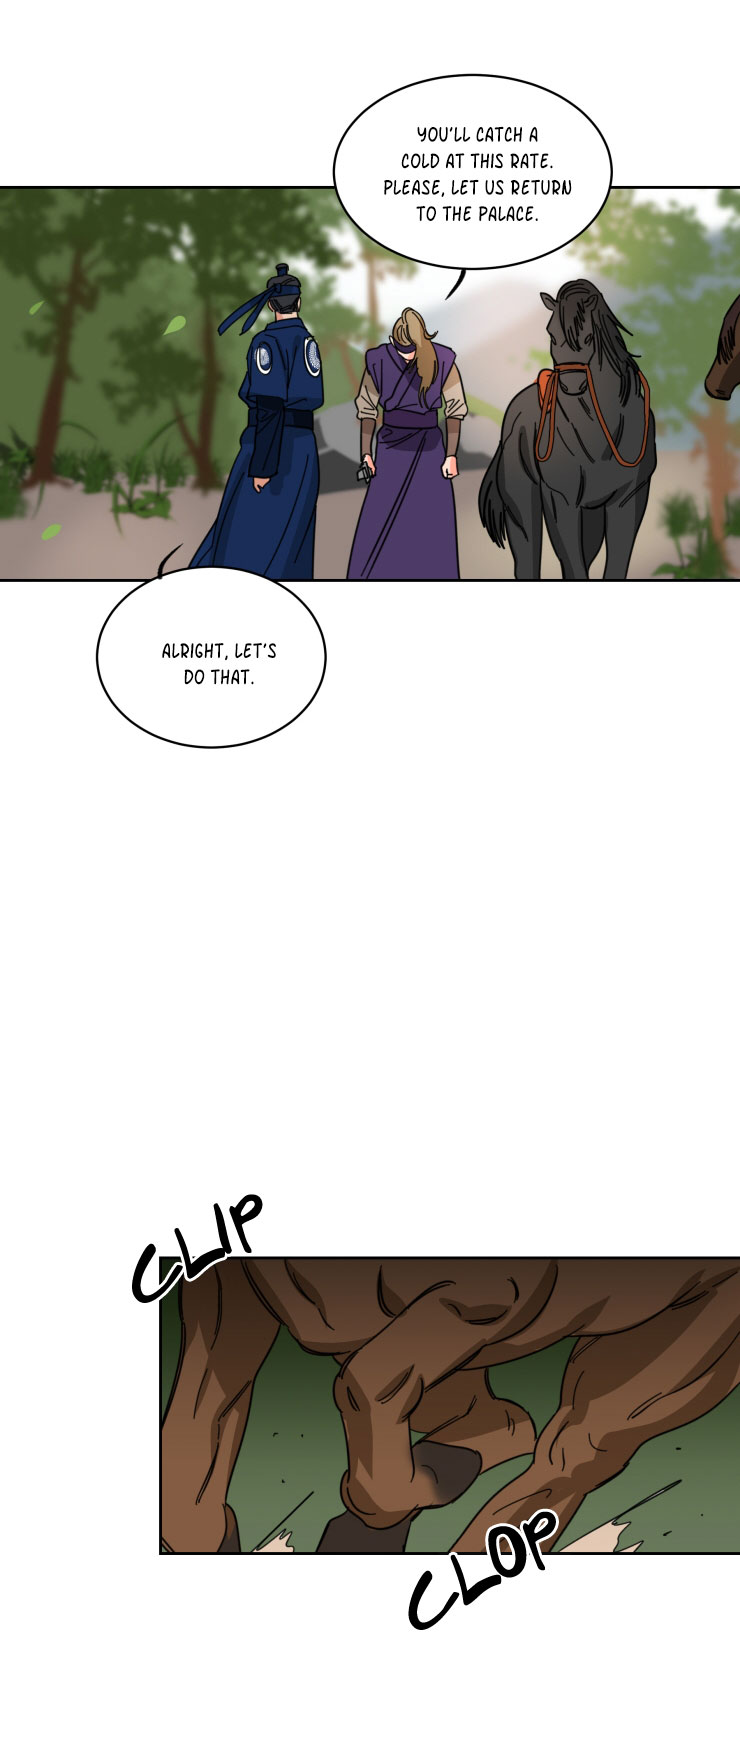 YOU'LL CATCH A
COLD AT THIS RATE.
PLEASE, LET US RETURN
TO THE PALACE.
ALRIGHT, LET'S
DO THAT.
CLIP
CLOP